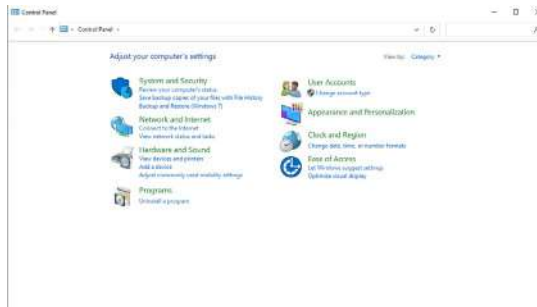 Control Panel
Control Panel
Adjust your computer's settings
View by: Category
System and Security
Review your computer's status
Save backup copies of your files with File History
Backup and Restore (Windows 7)
Network and Internet
Connect to the Internet
View network status and tasks
Hardware and Sound
View devices and printers
Add a device
Adjust commonly used mobility settings
Programs
Uninstall a program
User Accounts
Change account type
Appearance and Personalization
Clock and Region
Change date, time, or number formats
Ease of Access
Let Windows suggest settings
Optimize visual display